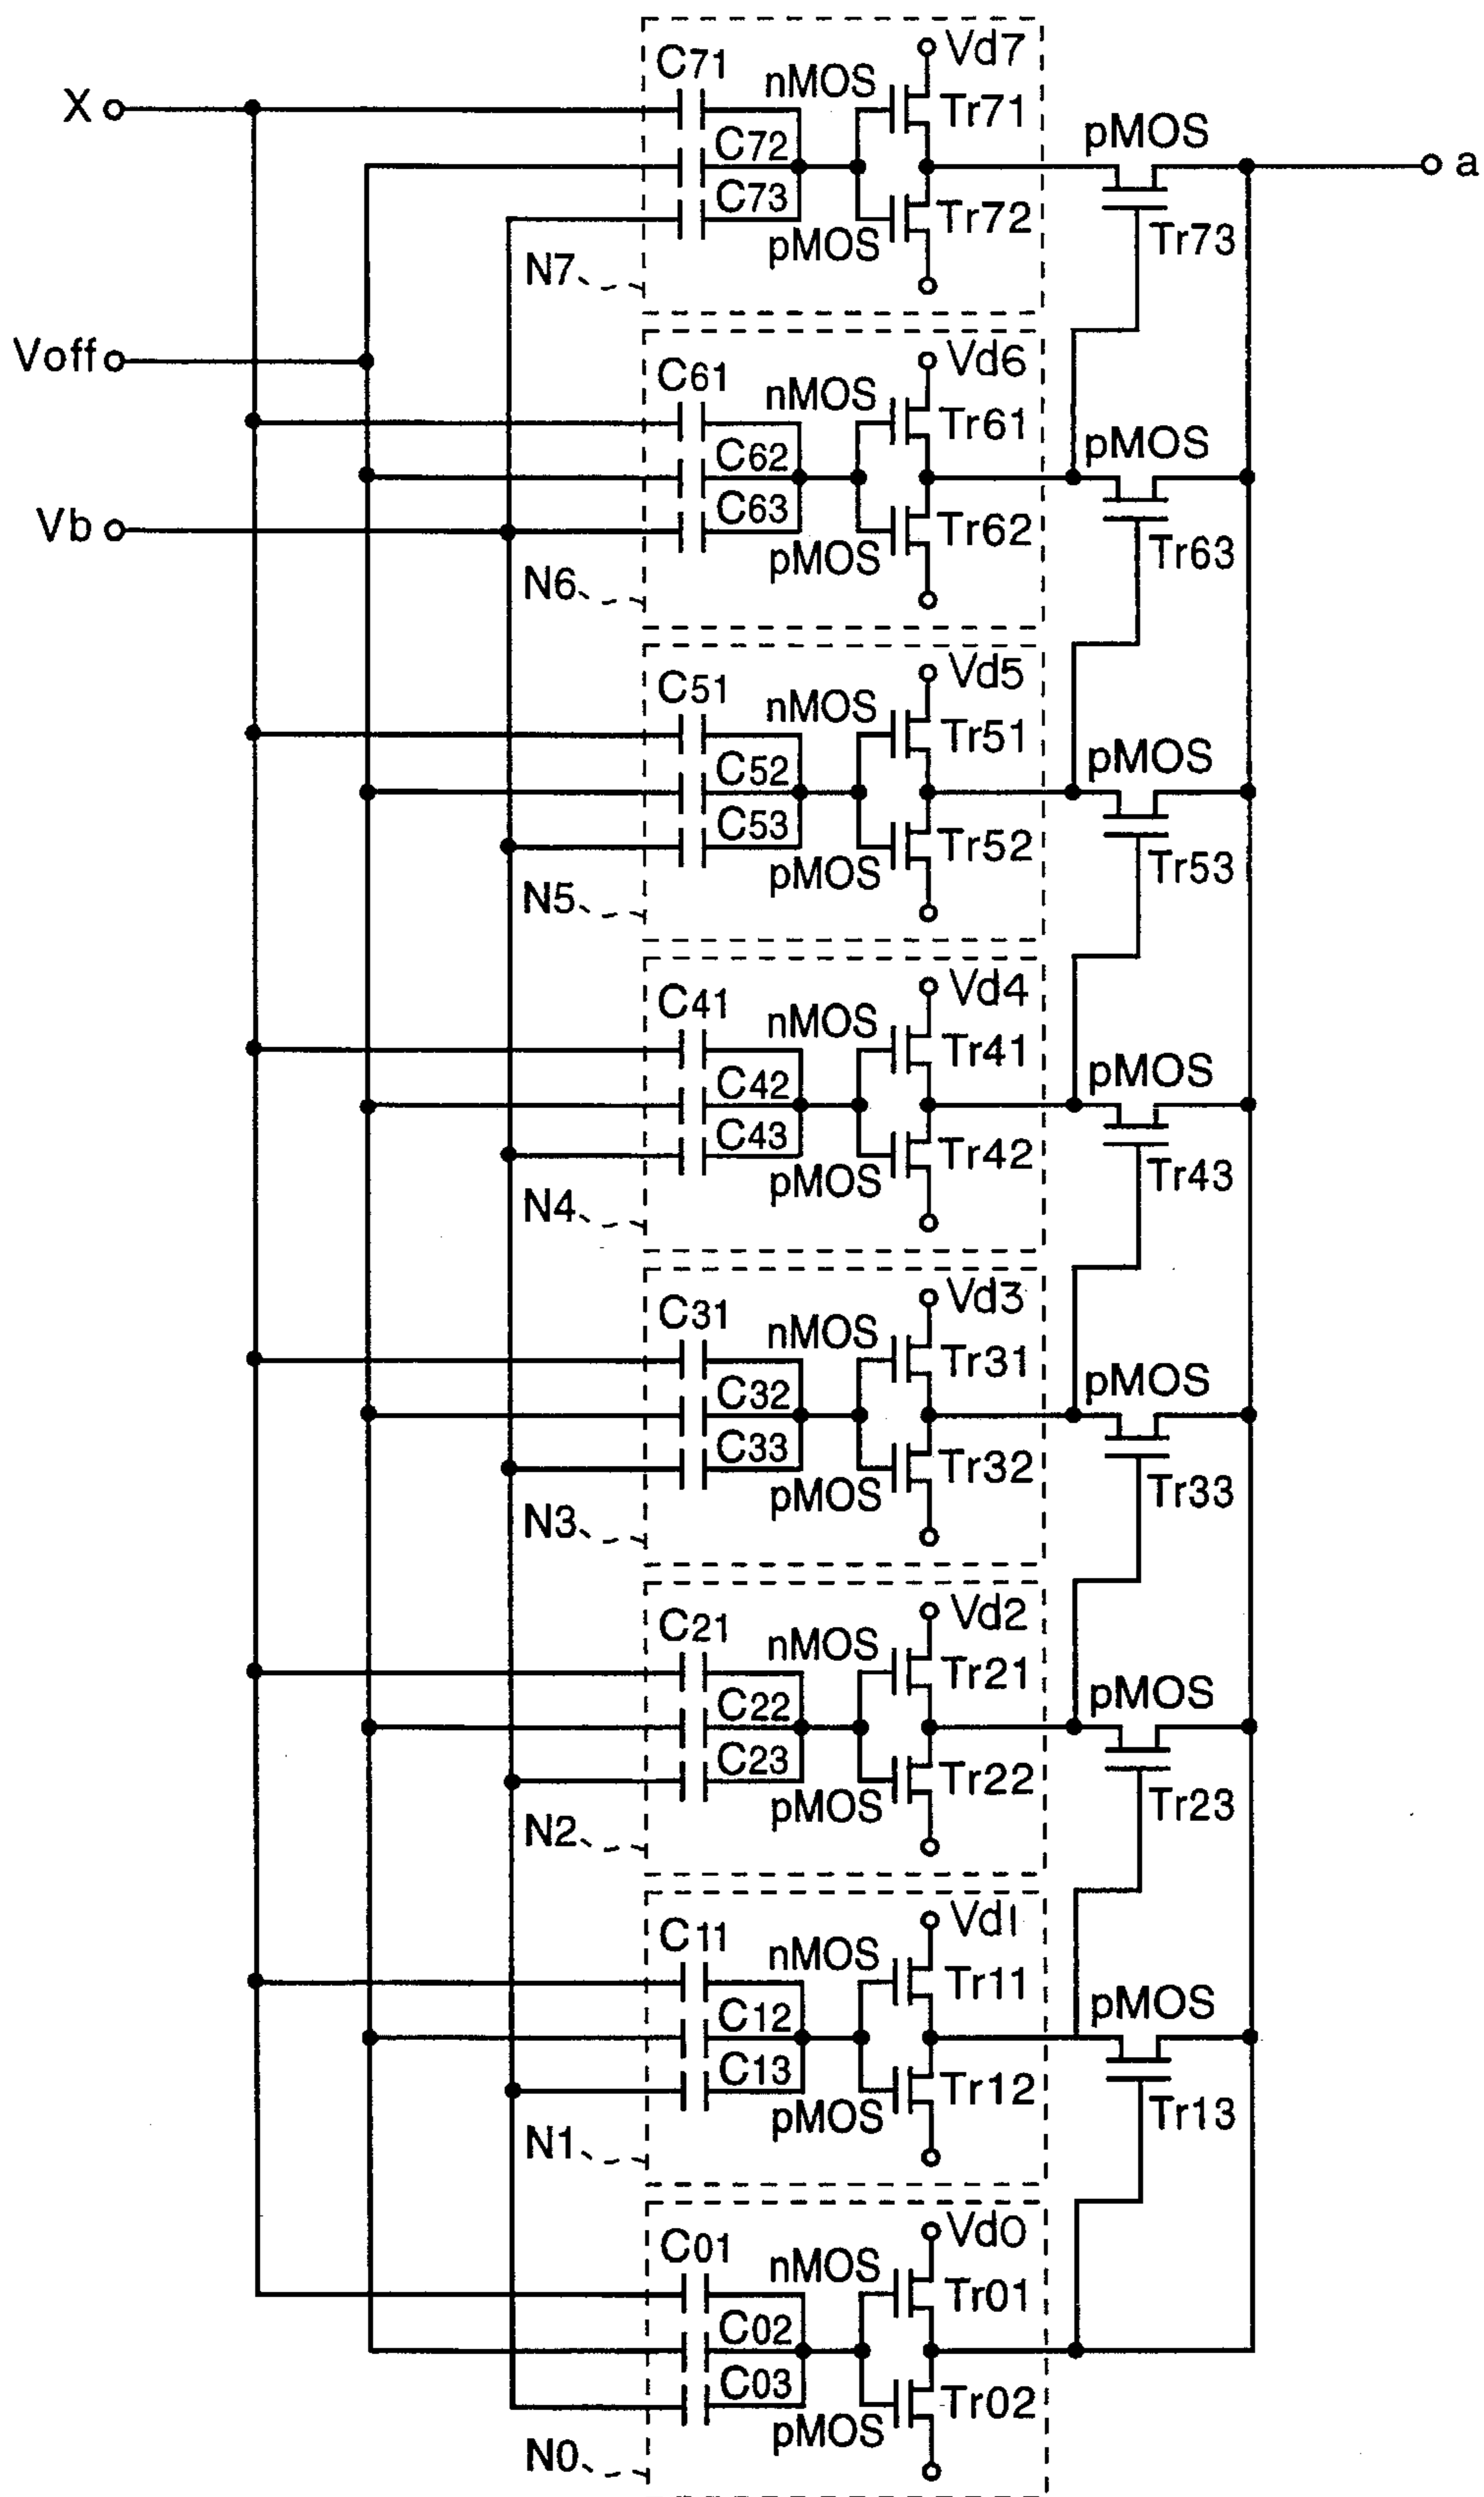 X
Voff
Vb
C71
nMOS
Vd7
Tr71
C72
C73
pMOS
Tr72
N7
pMOS
Tr73
a
C61
nMOS
Vd6
Tr61
C62
C63
pMOS
Tr62
N6
pMOS
Tr63
C51
nMOS
Vd5
Tr51
C52
C53
pMOS
Tr52
N5
pMOS
Tr53
C41
nMOS
Vd4
Tr41
C42
C43
pMOS
Tr42
N4
pMOS
Tr43
C31
nMOS
Vd3
Tr31
C32
C33
pMOS
Tr32
N3
pMOS
Tr33
C21
nMOS
Vd2
Tr21
C22
C23
pMOS
Tr22
N2
pMOS
Tr23
C11
nMOS
Vd1
Tr11
C12
C13
pMOS
Tr12
N1
pMOS
Tr13
C01
nMOS
Vd0
Tr01
C02
C03
pMOS
Tr02
N0